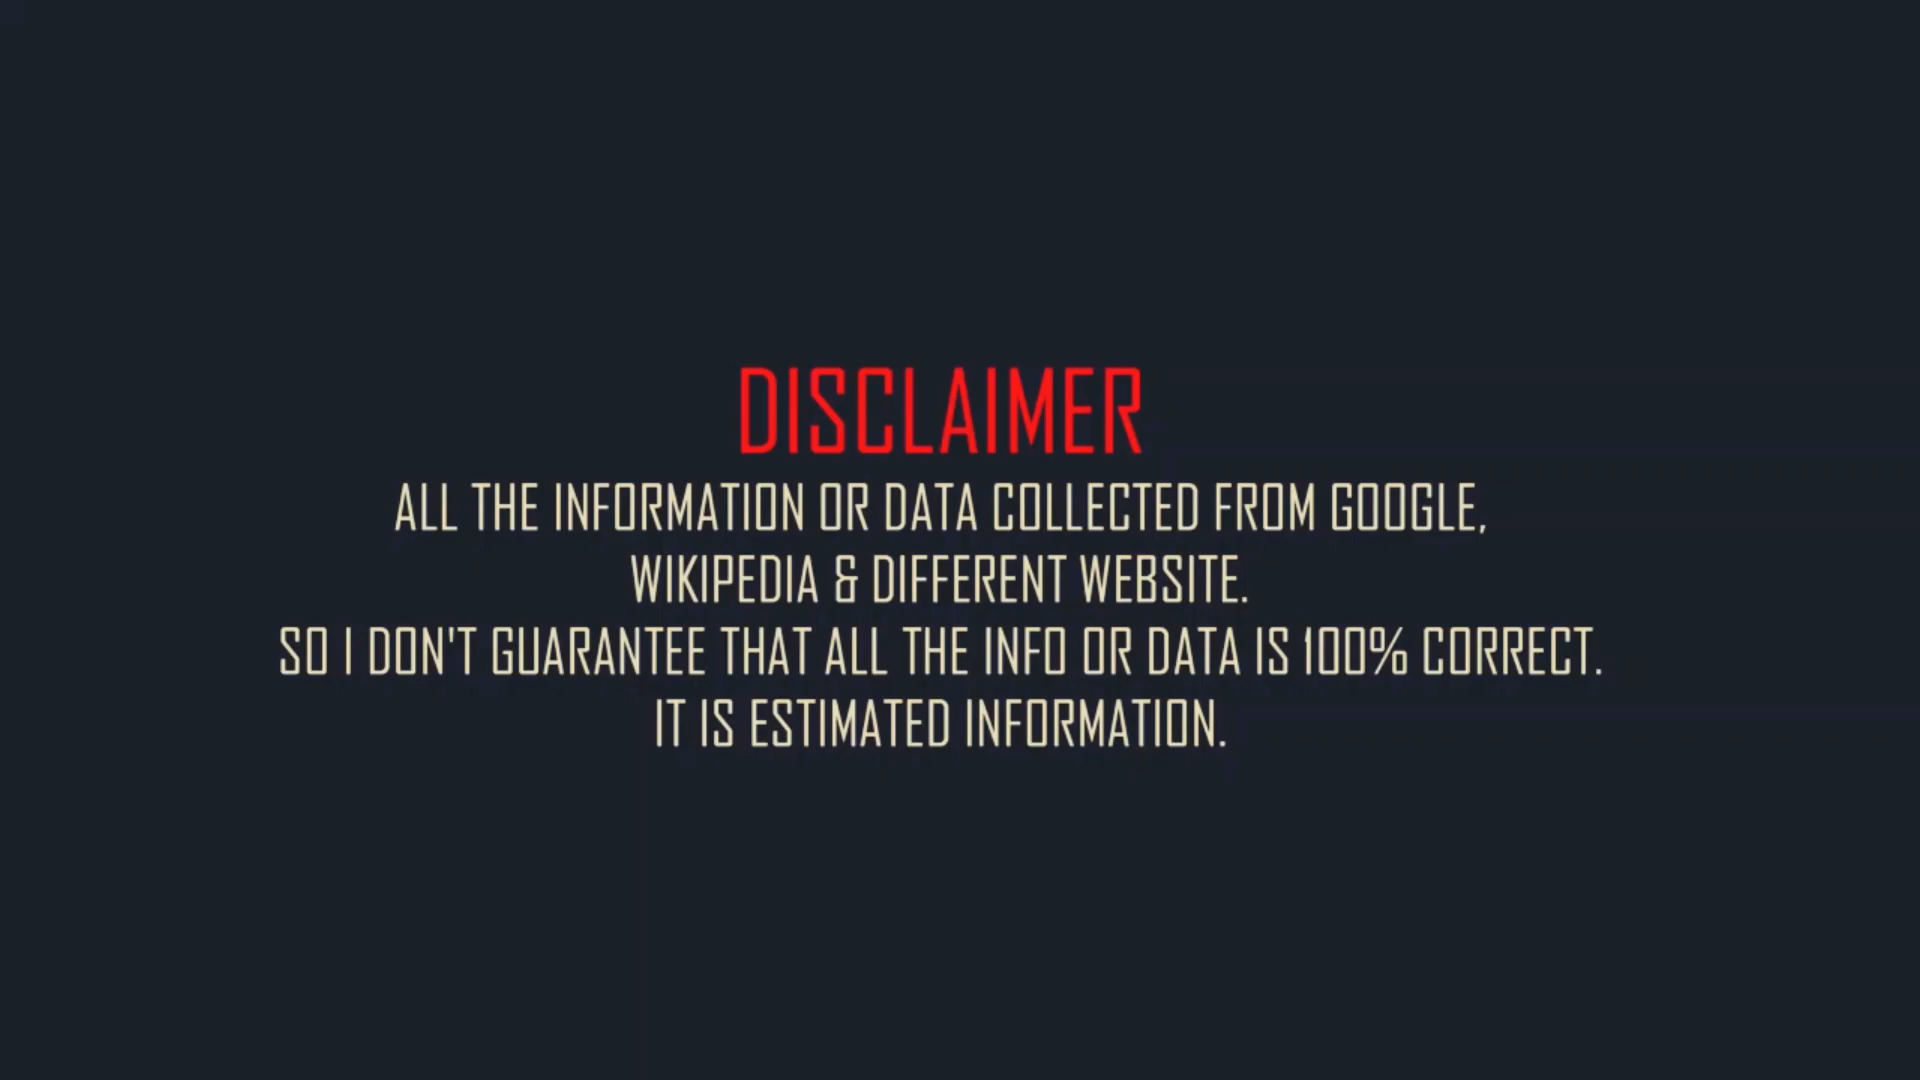 DISCLAIMER
ALL THE INFORMATION OR DATA COLLECTED FROM GOOGLE,
WIKIPEDIA & DIFFERENT WEBSITE.
SO I DON'T GUARANTEE THAT ALL THE INFO OR DATA IS 100% CORRECT.
IT IS ESTIMATED INFORMATION.